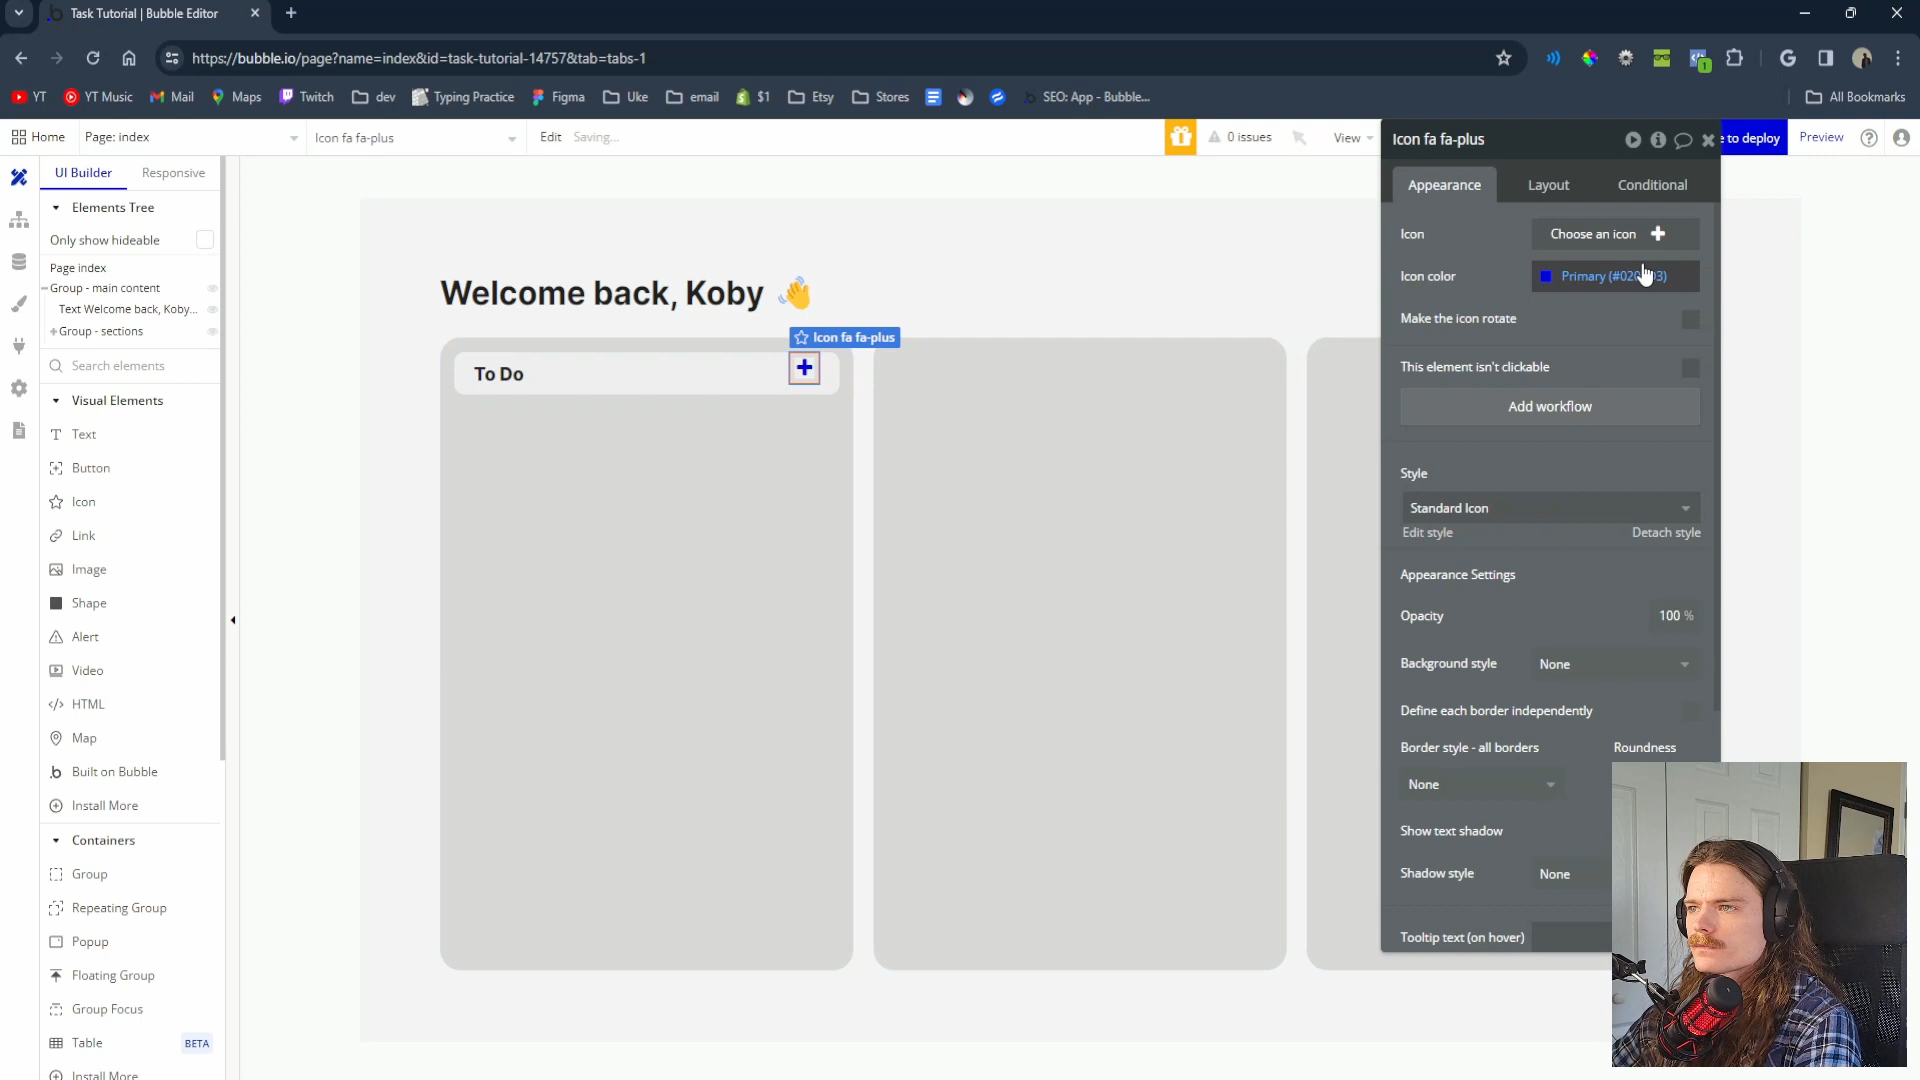 Task Tutorial | Bubble Editor
https://bubble.io/page?name=index&id=task-tutorial-14757&tab=tabs-1
1
YT
YT Music
Mail
Maps
Twitch
dev
Typing Practice
Figma
Uke
email
$1
Etsy
Stores
SEO: App - Bubble...
All Bookmarks
Home
Page: index
Icon fa fa-plus
Edit
Saving...
0 issues
View
to deploy
Preview
UI Builder
Responsive
Elements Tree
Only show hideable
Page index
Group - main content
Text Welcome back, Koby...
Group - sections
Search elements
Visual Elements
Text
Button
Icon
Link
Image
Shape
Alert
Video
HTML
Map
Built on Bubble
Install More
Containers
Group
Repeating Group
Popup
Floating Group
Group Focus
Table
BETA
Install More
Welcome back, Koby 👋
Icon fa fa-plus
To Do
Icon fa fa-plus
Appearance
Layout
Conditional
Icon
Choose an icon
Icon color
Primary
Make the icon rotate
This element isn't clickable
Add workflow
Style
Standard Icon
Edit style
Detach style
Appearance Settings
Opacity
100 %
Background style
None
Define each border independently
Border style - all borders
Roundness
None
Show text shadow
Shadow style
None
Tooltip text (on hover)